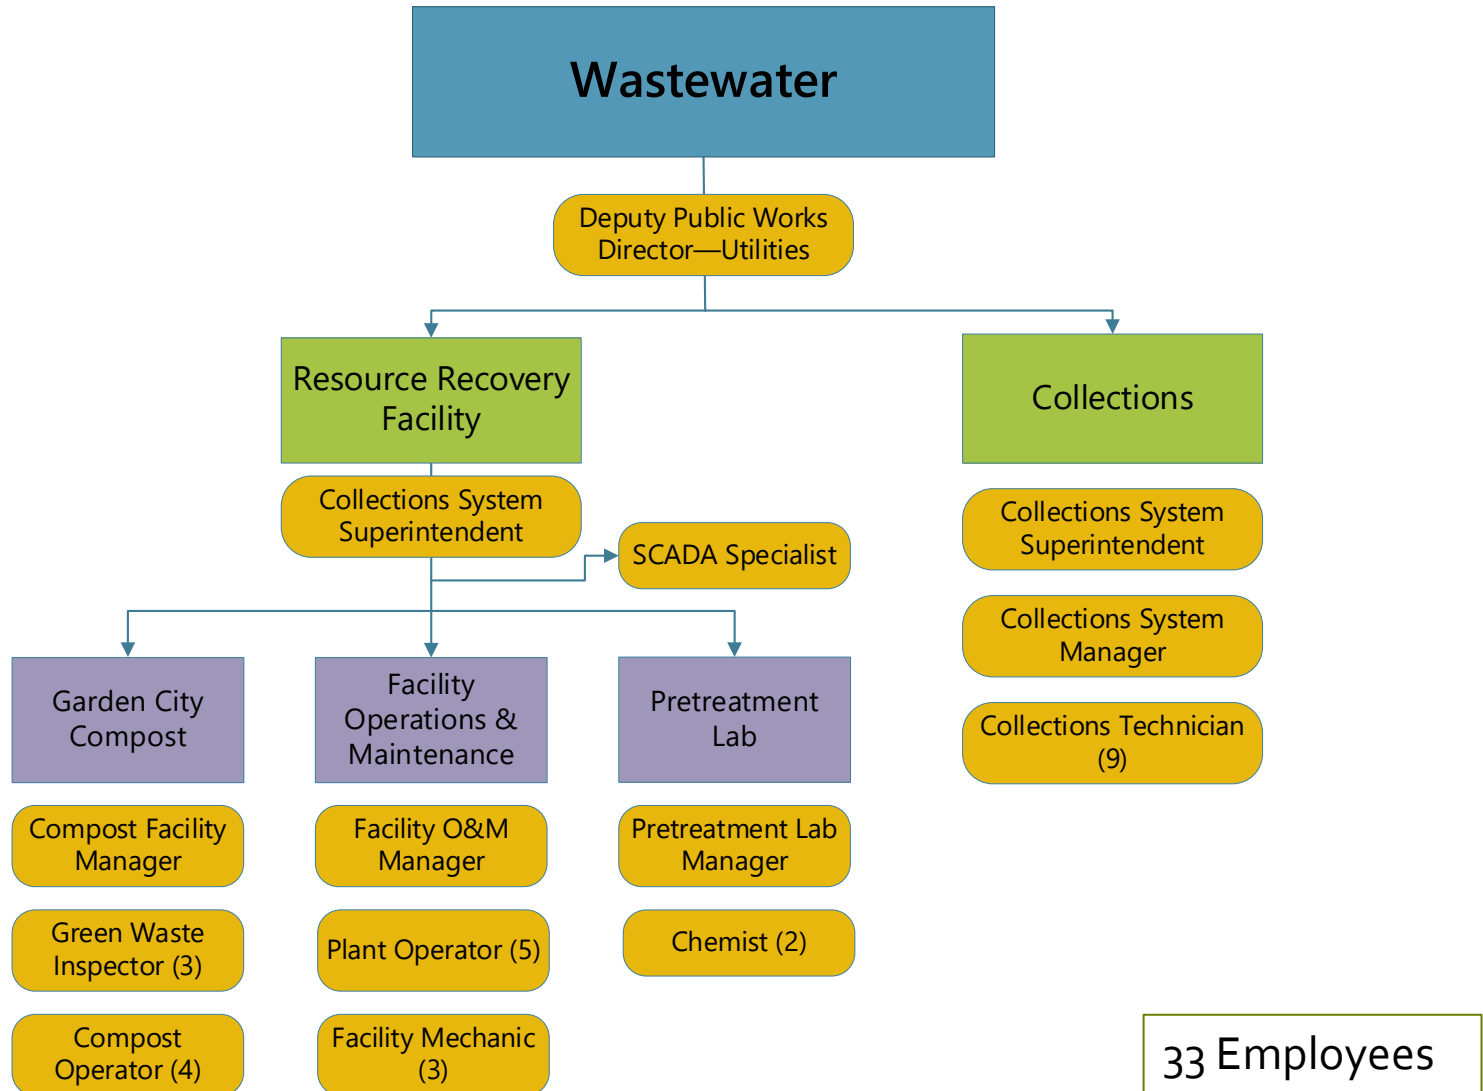 Wastewater
Deputy Public Works
Director—Utilities
Resource Recovery
Facility
Collections
Collections System
Superintendent
SCADA Specialist
Collections System
Superintendent
Collections System
Manager
Collections Technician
(9)
Garden City
Compost
Facility
Operations &
Maintenance
Pretreatment
Lab
Compost Facility
Manager
Facility O&M
Manager
Pretreatment Lab
Manager
Green Waste
Inspector (3)
Plant Operator (5)
Chemist (2)
Compost
Operator (4)
Facility Mechanic
(3)
33 Employees